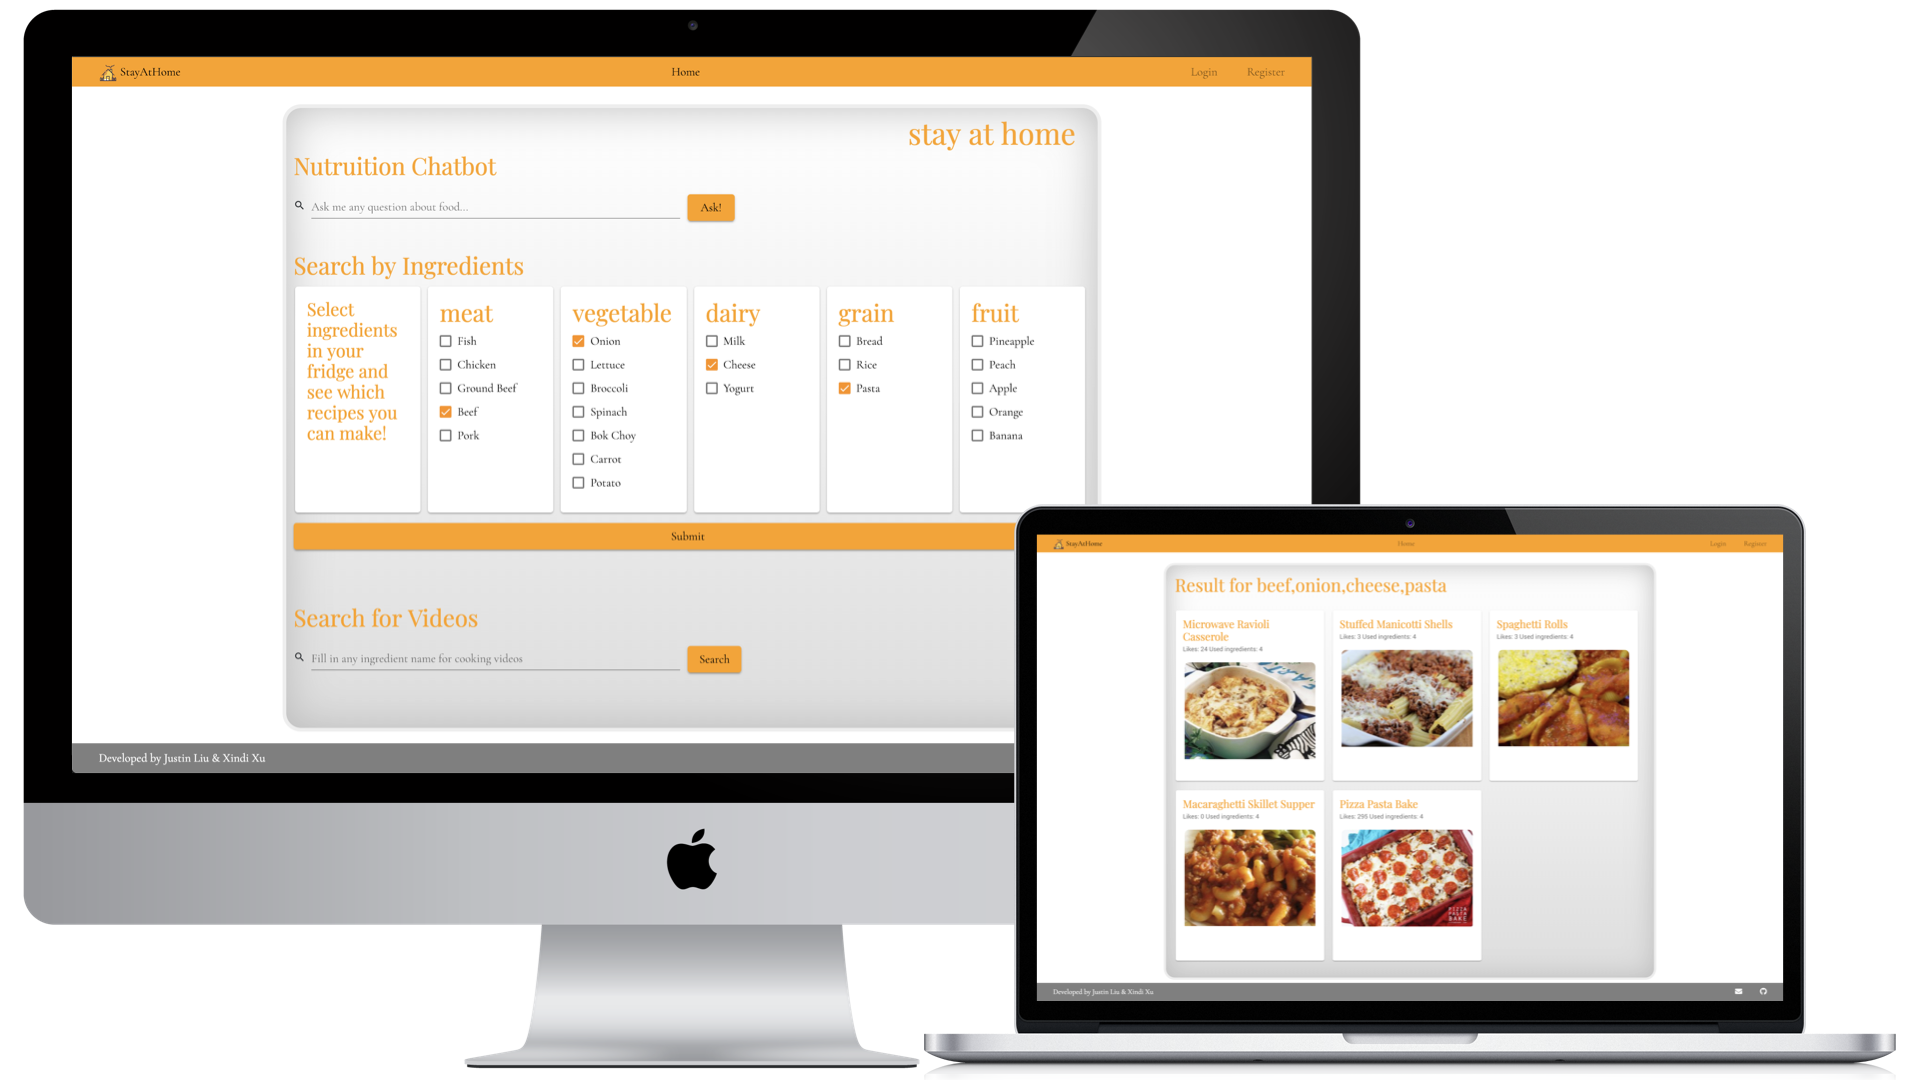 StayAtHome
Home
Login
Register
stay at home
Nutruition Chatbot
Ask me any question about food...
Ask!
Search by Ingredients
Select
ingredients
in your
fridge and
see which
recipes you
can make!
meat
Fish
Chicken
Ground Beef
Beef
Pork
vegetable
Onion
Lettuce
Broccoli
Spinach
Bok Choy
Carrot
Potato
dairy
Milk
Cheese
Yogurt
grain
Bread
Rice
Pasta
fruit
Pineapple
Peach
Apple
Orange
Banana
Submit
Search for Videos
Fill in any ingredient name for cooking videos
Search
Developed by Justin Liu & Xindi Xu
StayAtHome
Home
Login
Register
Result for beef,onion,cheese,pasta
Microwave Ravioli
Casserole
Likes: 24 Used ingredients: 4
Stuffed Manicotti Shells
Likes: 3 Used ingredients: 4
Spaghetti Rolls
Likes: 3 Used ingredients: 4
Macaraghetti Skillet Supper
Likes: 0 Used ingredients: 4
Pizza Pasta Bake
Likes: 295 Used ingredients: 4
PIZZA
PASTA
BAKE
Developed by Justin Liu & Xindi Xu